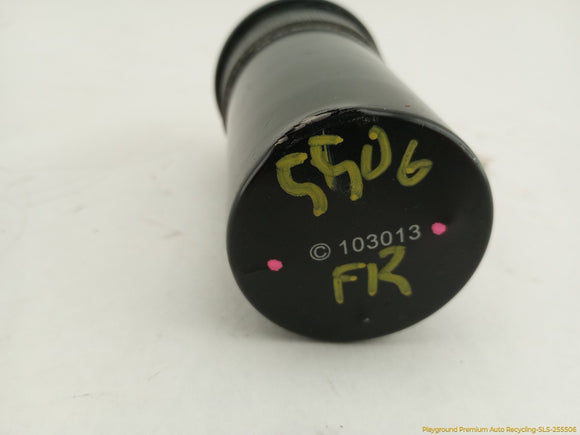 5506
© 103013
FR
Playground Premium Auto Recycling-SLS-255506